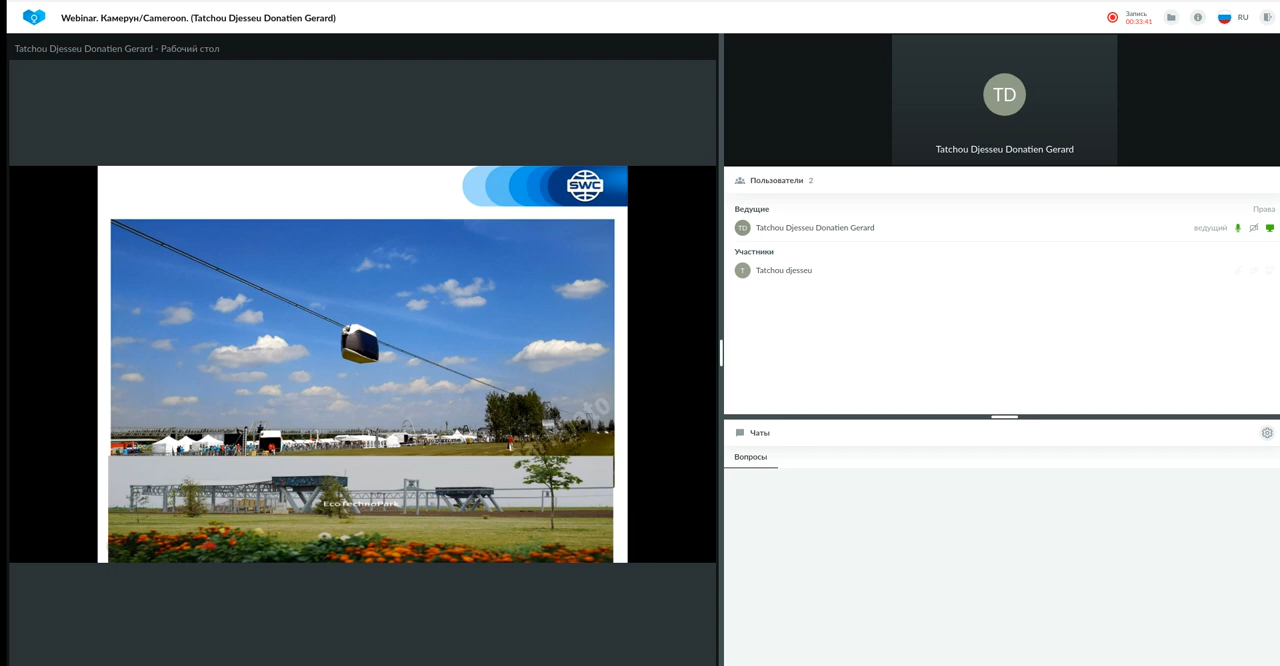 Webinar. Камерун/Cameroon. (Tatchou Djesseu Donatien Gerard)
Запись
00:33:41
RU
Tatchou Djesseu Donatien Gerard - Рабочий стол
SWC
EcoTechnoPark
TD
Tatchou Djesseu Donatien Gerard
Пользователи 2
Ведущие Права
TD Tatchou Djesseu Donatien Gerard ведущий
Участники
T Tatchou djesseu
Чаты
Вопросы